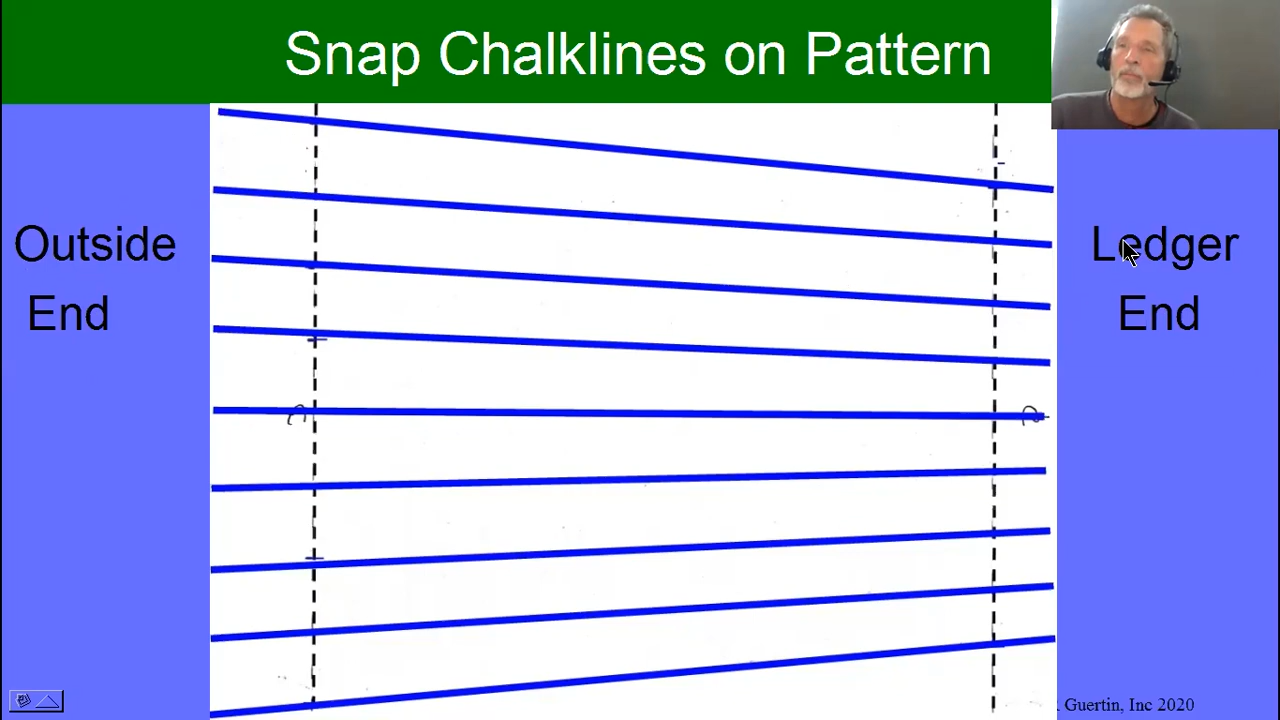 Snap Chalklines on Pattern
Outside
End
Ledger
End
Guertin, Inc 2020